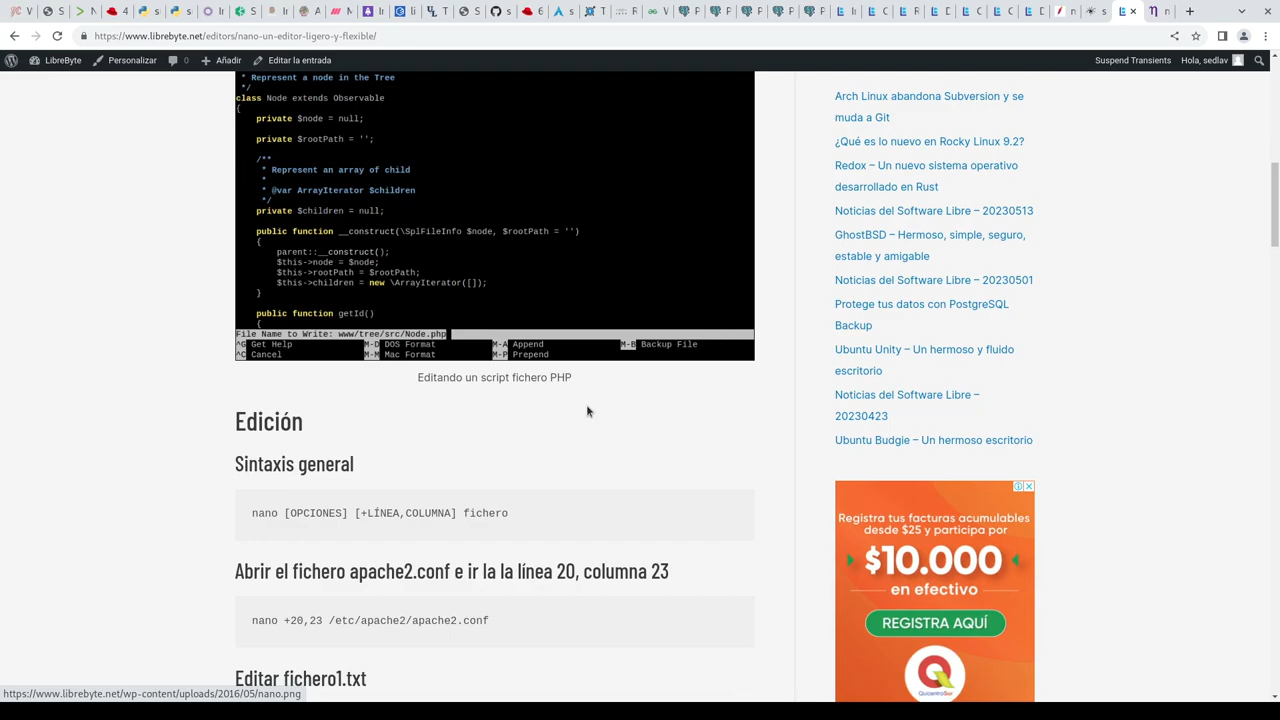 https://www.librebyte.net/editors/nano-un-editor-ligero-y-flexible/
LibreByte
Personalizar
0
Añadir
Editar la entrada
Suspend Transients
Hola, sedlav
* Represent a node in the Tree
*/
class Node extends Observable
{
private $node = null;
private $rootPath = '';
/**
* Represent an array of child
*
* @var ArrayIterator $children
*/
private $children = null;
public function __construct(\SplFileInfo $node, $rootPath = '')
{
parent::__construct();
$this->node = $node;
$this->rootPath = $rootPath;
$this->children = new \ArrayIterator([]);
}
public function getId()
{
File Name to Write: www/tree/src/Node.php
^G Get Help M-D DOS Format M-A Append M-B Backup File
^C Cancel M-M Mac Format M-P Prepend
Editando un script fichero PHP
Edición
Sintaxis general
nano [OPCIONES] [+LÍNEA,COLUMNA] fichero
Abrir el fichero apache2.conf e ir la la línea 20, columna 23
nano +20,23 /etc/apache2/apache2.conf
Editar fichero1.txt
https://www.librebyte.net/wp-content/uploads/2016/05/nano.png
Arch Linux abandona Subversion y se
muda a Git
¿Qué es lo nuevo en Rocky Linux 9.2?
Redox – Un nuevo sistema operativo
desarrollado en Rust
Noticias del Software Libre – 20230513
GhostBSD – Hermoso, simple, seguro,
estable y amigable
Noticias del Software Libre – 20230501
Protege tus datos con PostgreSQL
Backup
Ubuntu Unity – Un hermoso y fluido
escritorio
Noticias del Software Libre –
20230423
Ubuntu Budgie – Un hermoso escritorio
Registra tus facturas acumulables
desde $25 y participa por
$10.000
en efectivo
REGISTRA AQUÍ
QuicentroSur